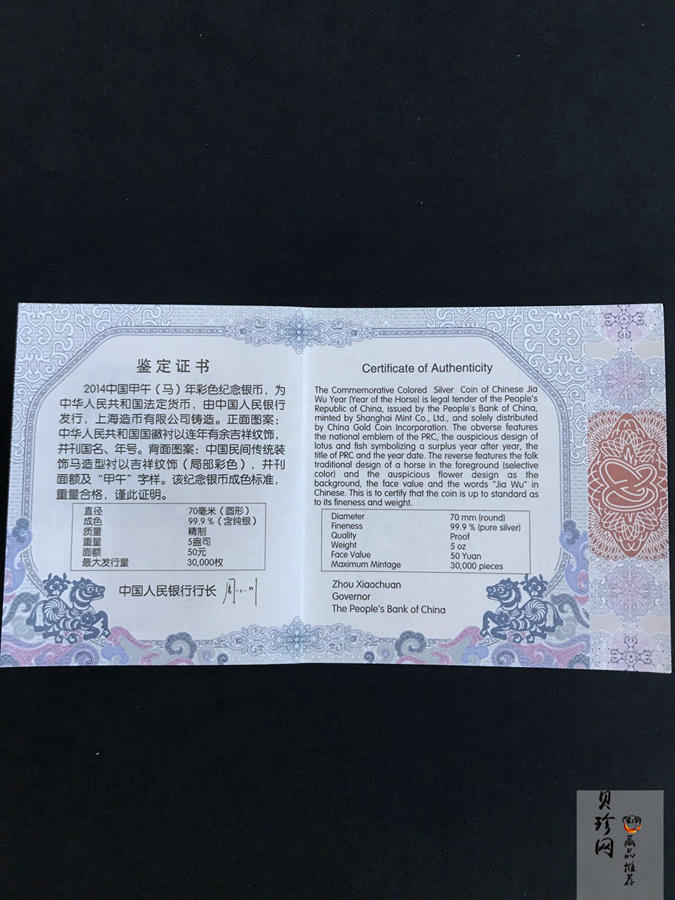 鉴定证书
2014中国甲午（马）年彩色纪念银币，为
中华人民共和国法定货币，由中国人民银行
发行，上海造币有限公司铸造。正面图案：
中华人民共和国国徽衬以连年有余吉祥纹饰，
并刊国名、年号。背面图案：中国民间传统装
饰马造型衬以吉祥纹饰（局部彩色），并刊
面额及“甲午”字样。该纪念银币成色标准，
重量合格，谨此证明。
直径 70毫米（圆形）
成色 99.9％（含纯银）
质量 精制
重量 5盎司
面额 50元
最大发行量 30,000枚
中国人民银行行长
Certificate of Authenticity
The Commemorative Colored Silver Coin of Chinese Jia
Wu Year (Year of the Horse) is legal tender of the People's
Republic of China, issued by the People's Bank of China,
minted by Shanghai Mint Co., Ltd., and solely distributed
by China Gold Coin Incorporation. The obverse features
the national emblem of the PRC, the auspicious design of
lotus and fish symbolizing a surplus year after year, the
title of PRC and the year date. The reverse features the folk
traditional design of a horse in the foreground (selective
color) and the auspicious flower design as the
background, the face value and the words "Jia Wu" in
Chinese. This is to certify that the coin is up to standard as
to its fineness and weight.
Diameter 70 mm (round)
Fineness 99.9 % (pure silver)
Quality Proof
Weight 5 oz
Face Value 50 Yuan
Maximum Mintage 30,000 pieces
Zhou Xiaochuan
Governor
The People's Bank of China
贝珍网
藏品推荐